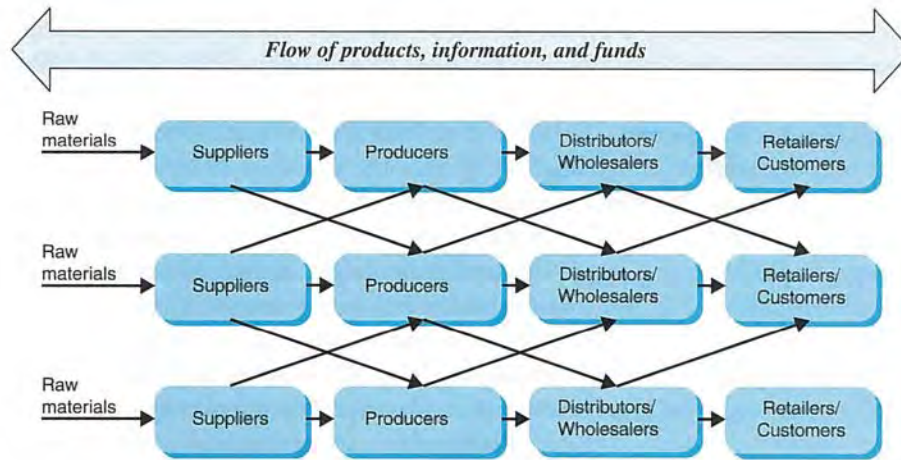 Flow of products, information, and funds
Raw
materials
Suppliers
Producers
Distributors/
Wholesalers
Retailers/
Customers
Raw
materials
Suppliers
Producers
Distributors/
Wholesalers
Retailers/
Customers
Raw
materials
Suppliers
Producers
Distributors/
Wholesalers
Retailers/
Customers